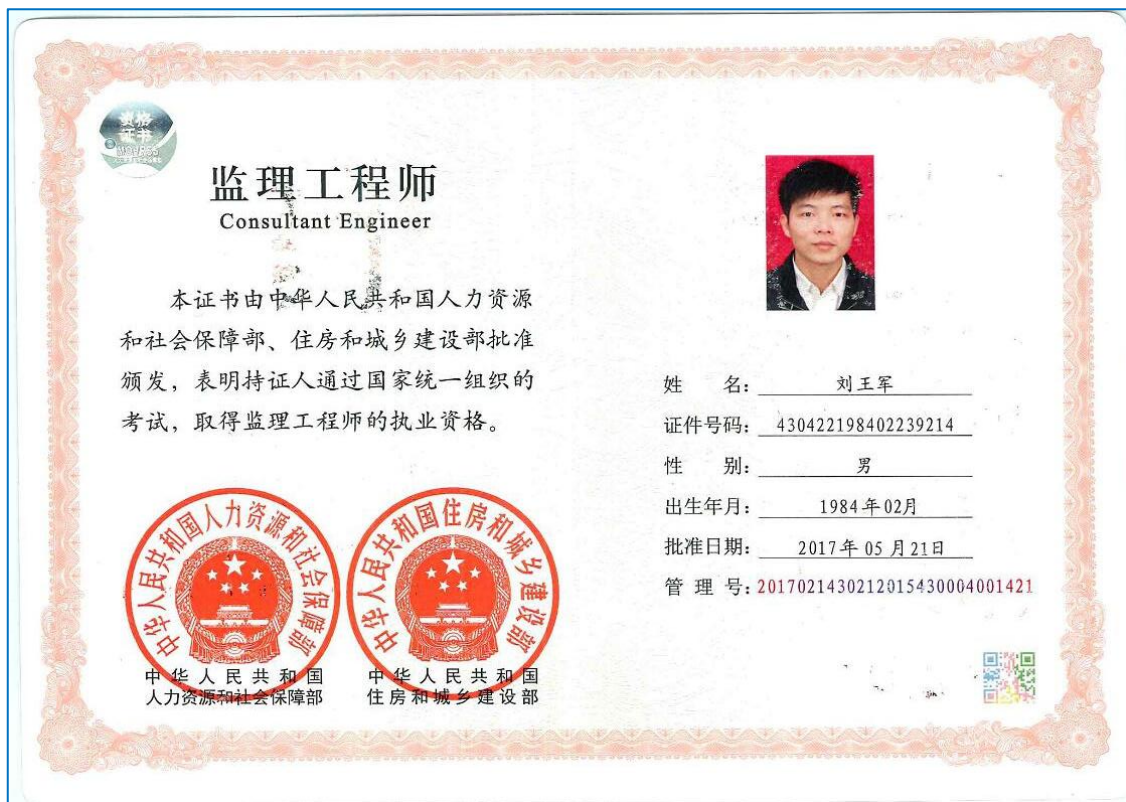 资格
证书
MOHRSS
监理工程师
Consultant Engineer
本证书由中华人民共和国人力资源
和社会保障部、住房和城乡建设部批准
颁发，表明持证人通过国家统一组织的
考试，取得监理工程师的执业资格。
中华人民共和国人力资源和社会保障部
中华人民共和国住房和城乡建设部
中华人民共和国
人力资源和社会保障部
中华人民共和国
住房和城乡建设部
姓 名：刘王军
证件号码：430422198402239214
性 别：男
出生年月：1984年02月
批准日期：2017年05月21日
管理号：2017021430212015430004001421